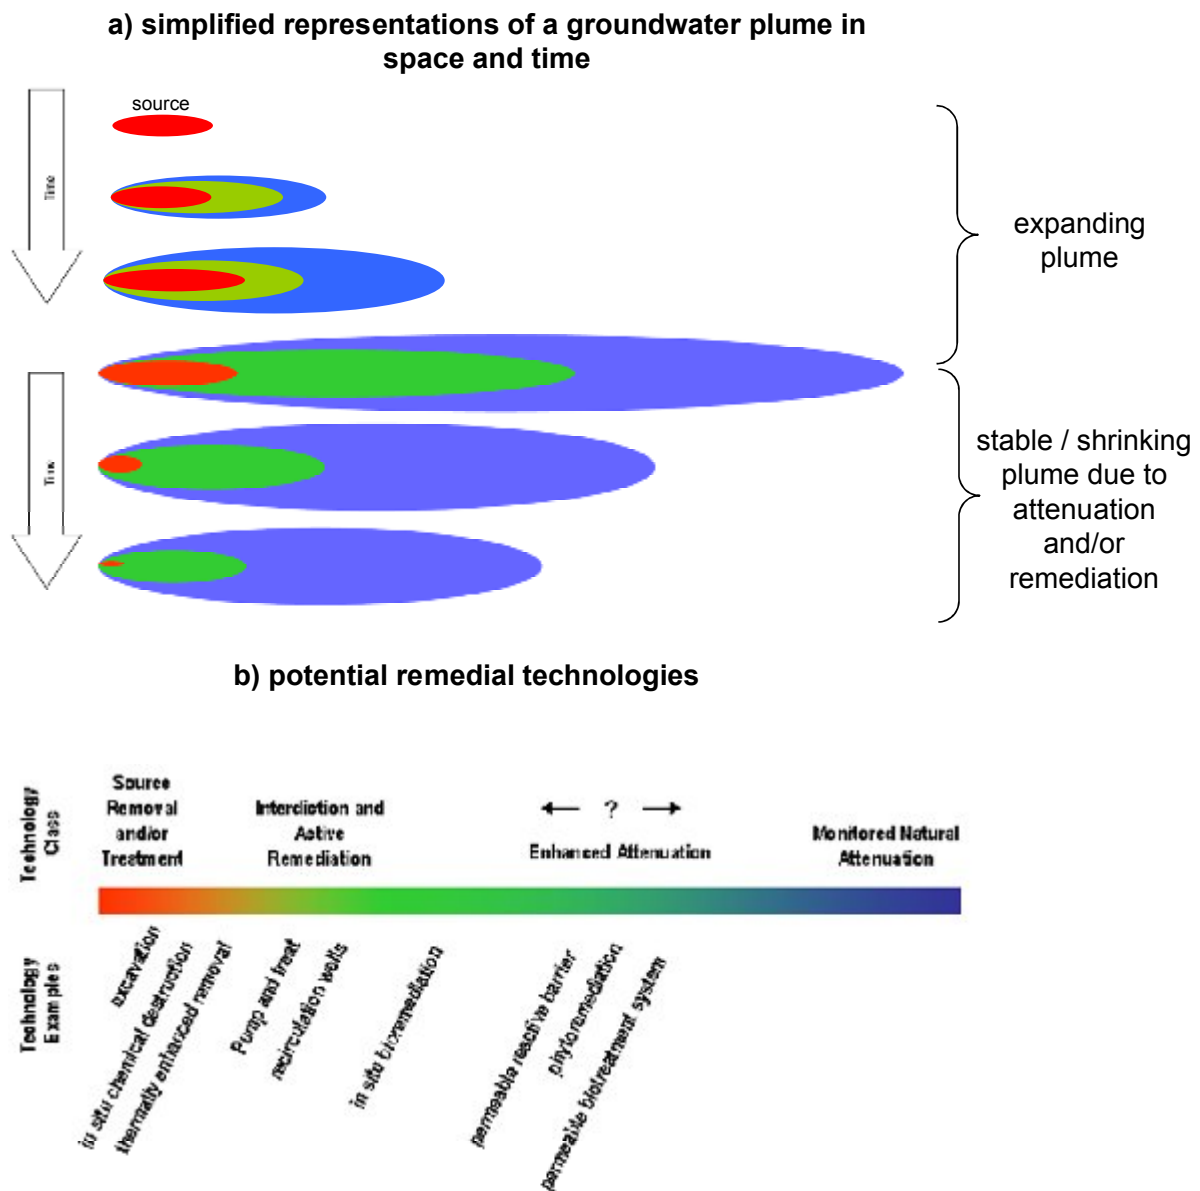 a) simplified representations of a groundwater plume in
space and time
source
Time
expanding
plume
Time
stable / shrinking
plume due to
attenuation
and/or
remediation
b) potential remedial technologies
Technology
Class
Source
Removal
and/or
Treatment
Interdiction and
Active
Remediation
?
Enhanced Attenuation
Monitored Natural
Attenuation
Technology
Examples
excavation
in situ chemical destruction
thermally enhanced removal
Pump and treat
recirculation wells
in situ bioremediation
permeable reactive barrier
phytoremediation
permeable biotreatment system